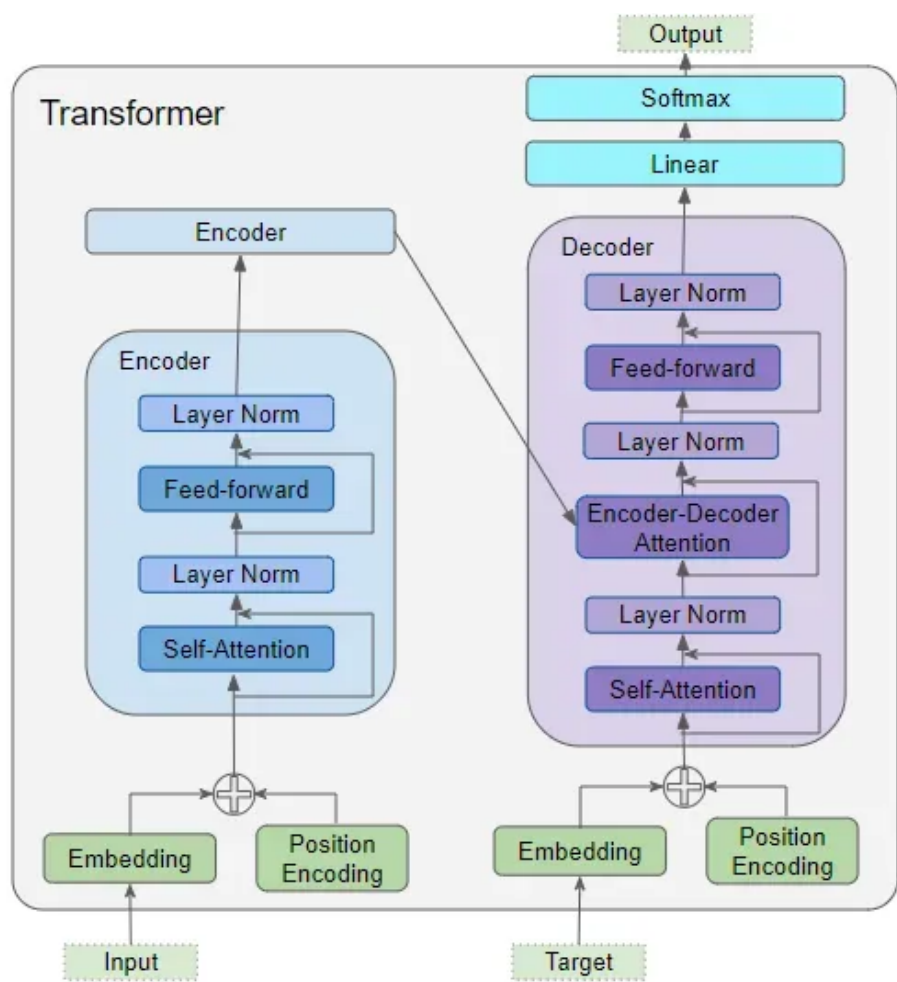 Output
Transformer
Softmax
Linear
Encoder
Encoder
Layer Norm
Feed-forward
Layer Norm
Self-Attention
Decoder
Layer Norm
Feed-forward
Layer Norm
Encoder-Decoder
Attention
Layer Norm
Self-Attention
Embedding
Position
Encoding
Embedding
Position
Encoding
Input
Target